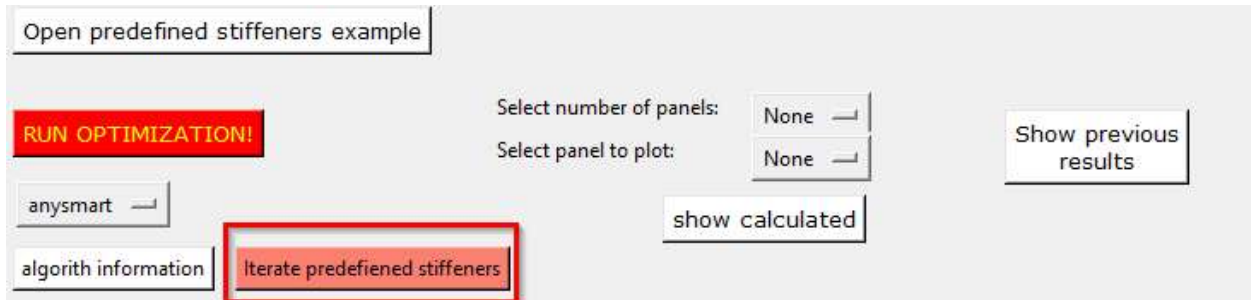 Open predefined stiffeners example
Select number of panels:
None
RUN OPTIMIZATION!
Show previous
results
Select panel to plot:
None
anysmart
show calculated
algorith information
Iterate predefiened stiffeners